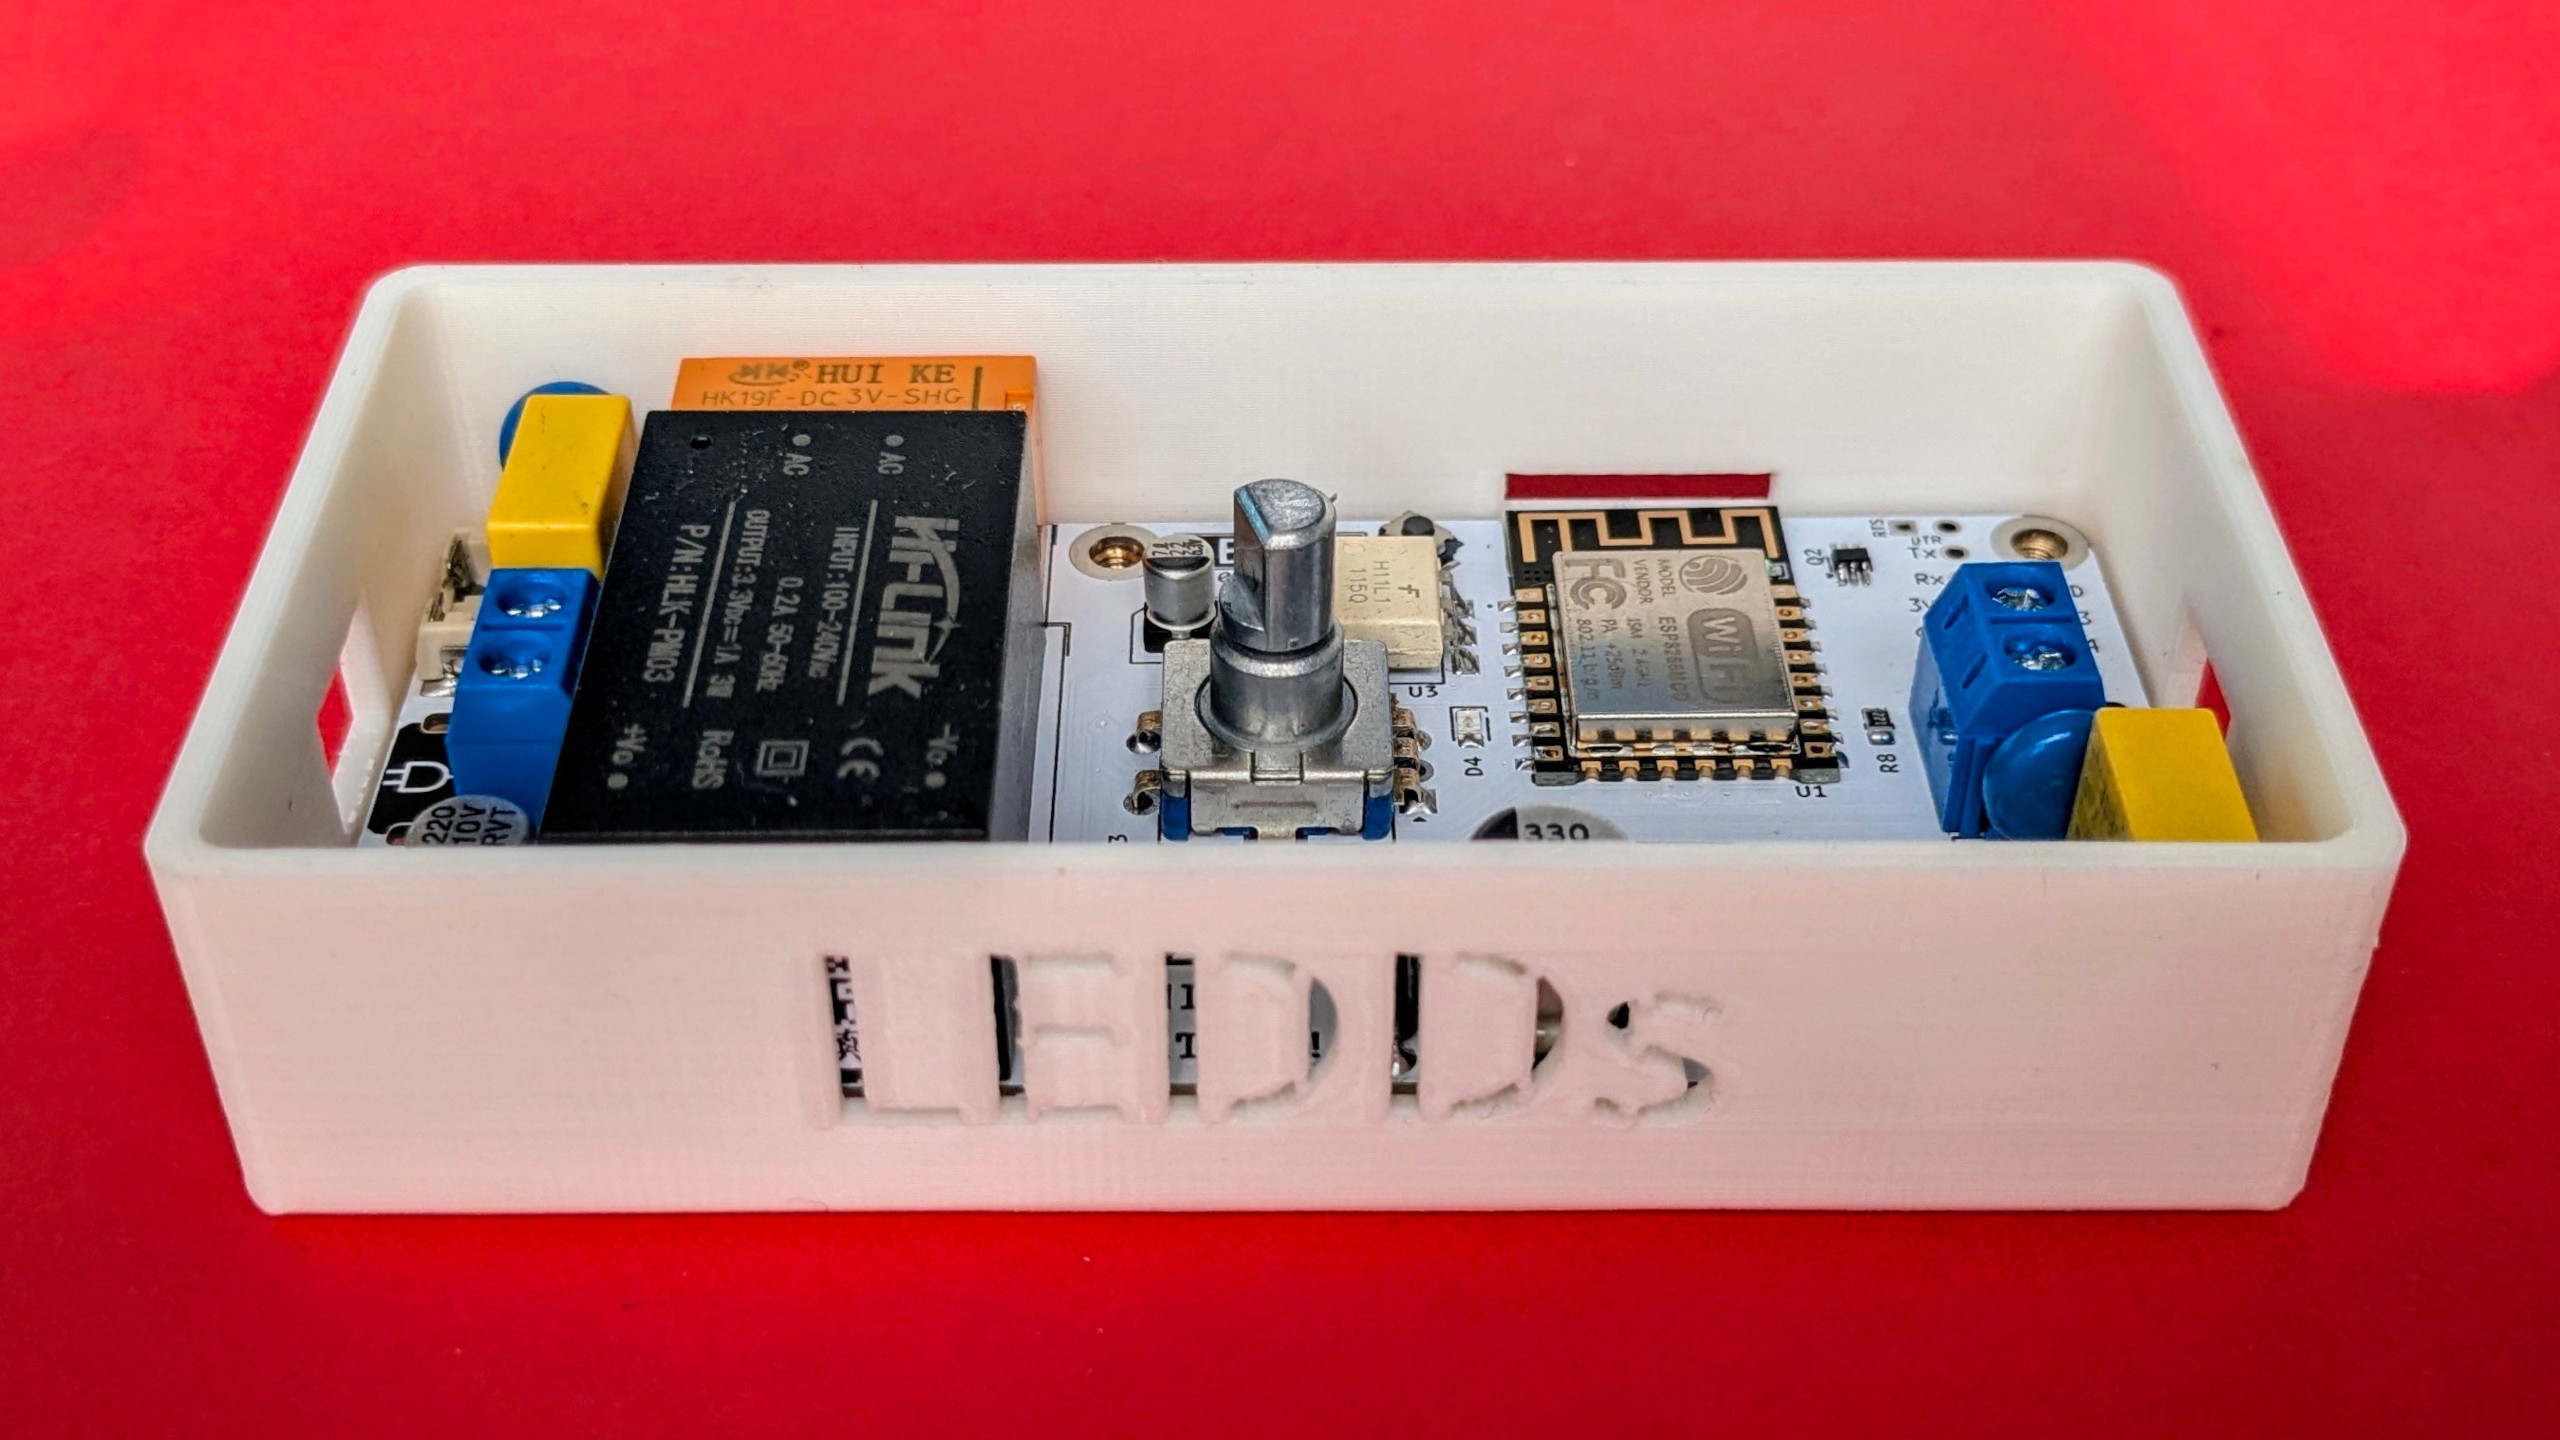 HUI KE
HK19F-DC 3V-SHG
AC
AC
Hi-Link
INPUT:100-240Vac
0.2A 50-60Hz
OUTPUT:3.3Vdc=1A 3W
P/N:HLK-PM03
RoHS
CE
-Vo
+Vo
220
10V
RVT
H11L1
115Q
U3
D4
MODEL ESP8266MOD
VENDOR
ISM 2.4GHz
PA +25dBm
802.11b/g/n
FC
WiFi
U1
330
Q2
R8
RTS
DTR
TX
Rx
LEDDs